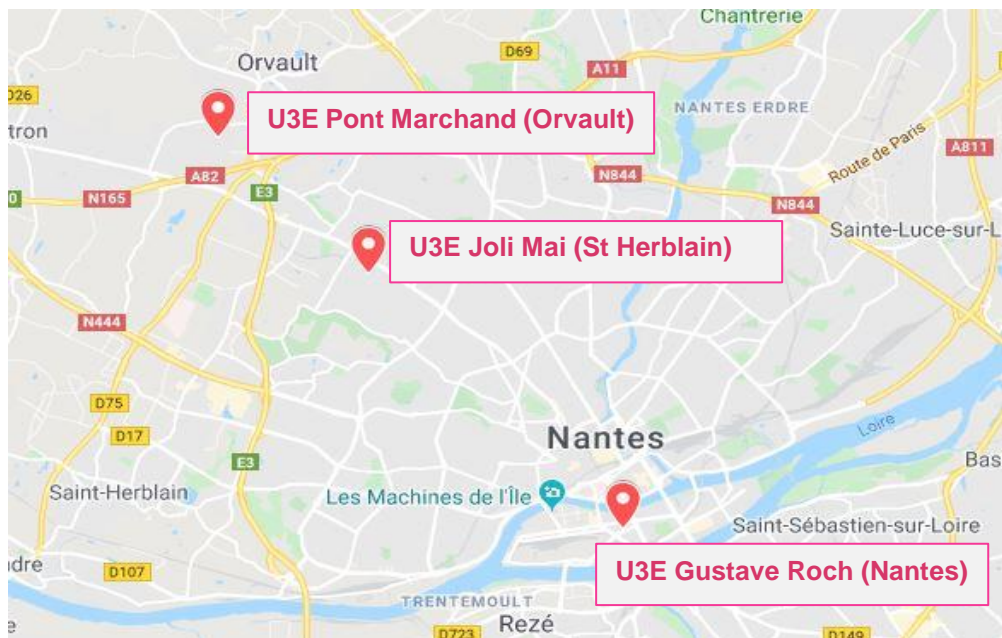 Chantrerie
Orvault
D69
A11
D26
U3E Pont Marchand (Orvault)
NANTES ERDRE
tron
Route de Paris
A811
A82
N844
N165
E3
N844
Sainte-Luce-sur-L
U3E Joli Mai (St Herblain)
N444
D75
Loire
D17
Nantes
E3
Bas
Saint-Herblain
Les Machines de l'Île
Saint-Sébastien-sur-Loire
dre
D107
U3E Gustave Roch (Nantes)
TRENTEMOULT
Rezé
D723
D149